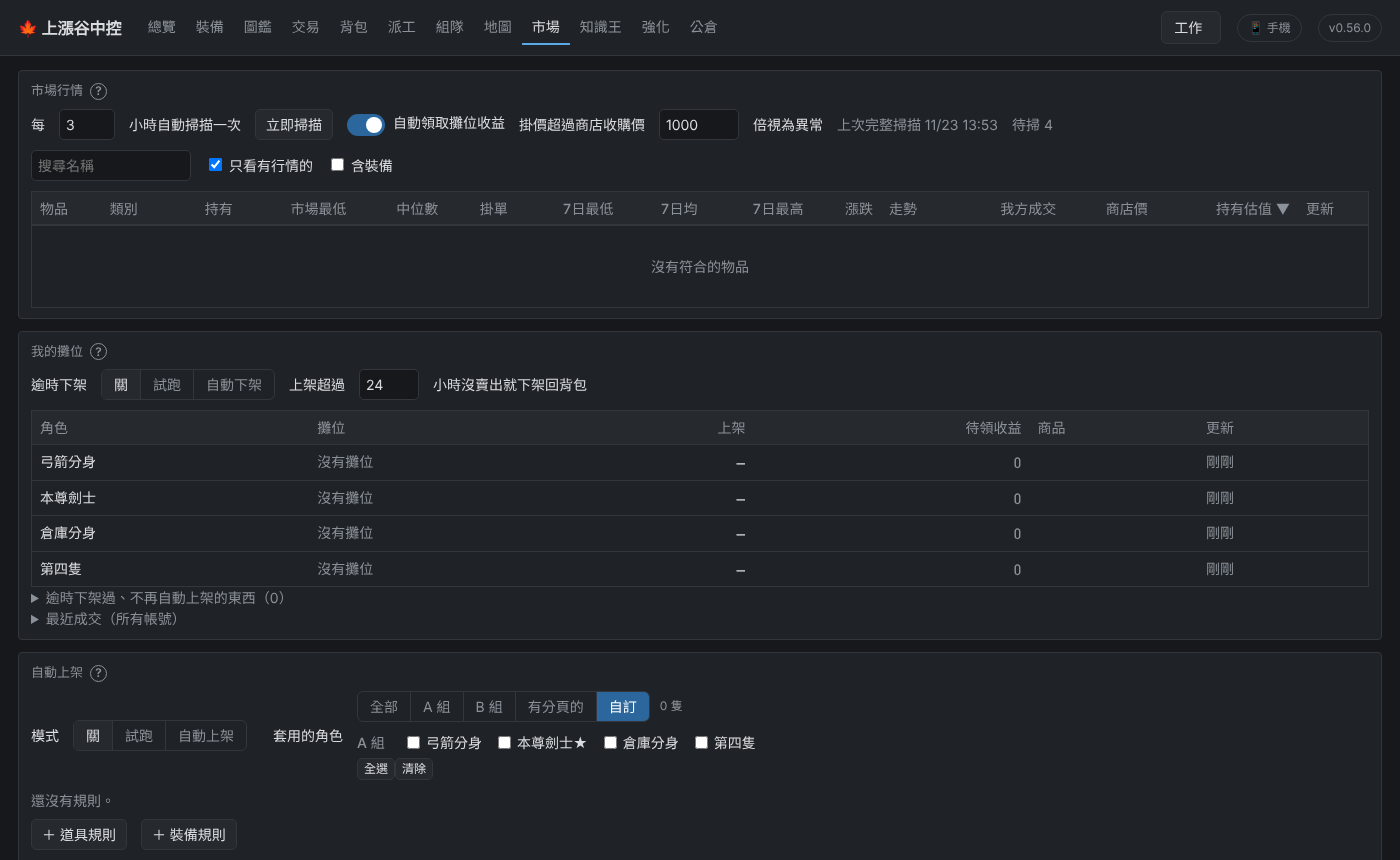 🍁 上漲谷中控 總覽 裝備 圖鑑 交易 背包 派工 組隊 地圖 市場 知識王 強化 公倉 工作 📱 手機 v0.56.0
市場行情 ?
每 3 小時自動掃描一次 立即掃描 自動領取攤位收益 掛價超過商店收購價 1000 倍視為異常 上次完整掃描 11/23 13:53 待掃 4
搜尋名稱 只看有行情的 含裝備
物品 類別 持有 市場最低 中位數 掛單 7日最低 7日均 7日最高 漲跌 走勢 我方成交 商店價 持有估值 ▼ 更新
沒有符合的物品
我的攤位 ?
逾時下架 關 試跑 自動下架 上架超過 24 小時沒賣出就下架回背包
角色 攤位 上架 待領收益 商品 更新
弓箭分身 沒有攤位 – 0 剛剛
本尊劍士 沒有攤位 – 0 剛剛
倉庫分身 沒有攤位 – 0 剛剛
第四隻 沒有攤位 – 0 剛剛
▶ 逾時下架過、不再自動上架的東西（0）
▶ 最近成交（所有帳號）
自動上架 ?
全部 A 組 B 組 有分頁的 自訂 0 隻
模式 關 試跑 自動上架 套用的角色
A 組 弓箭分身 本尊劍士★ 倉庫分身 第四隻
全選 清除
還沒有規則。
＋ 道具規則 ＋ 裝備規則